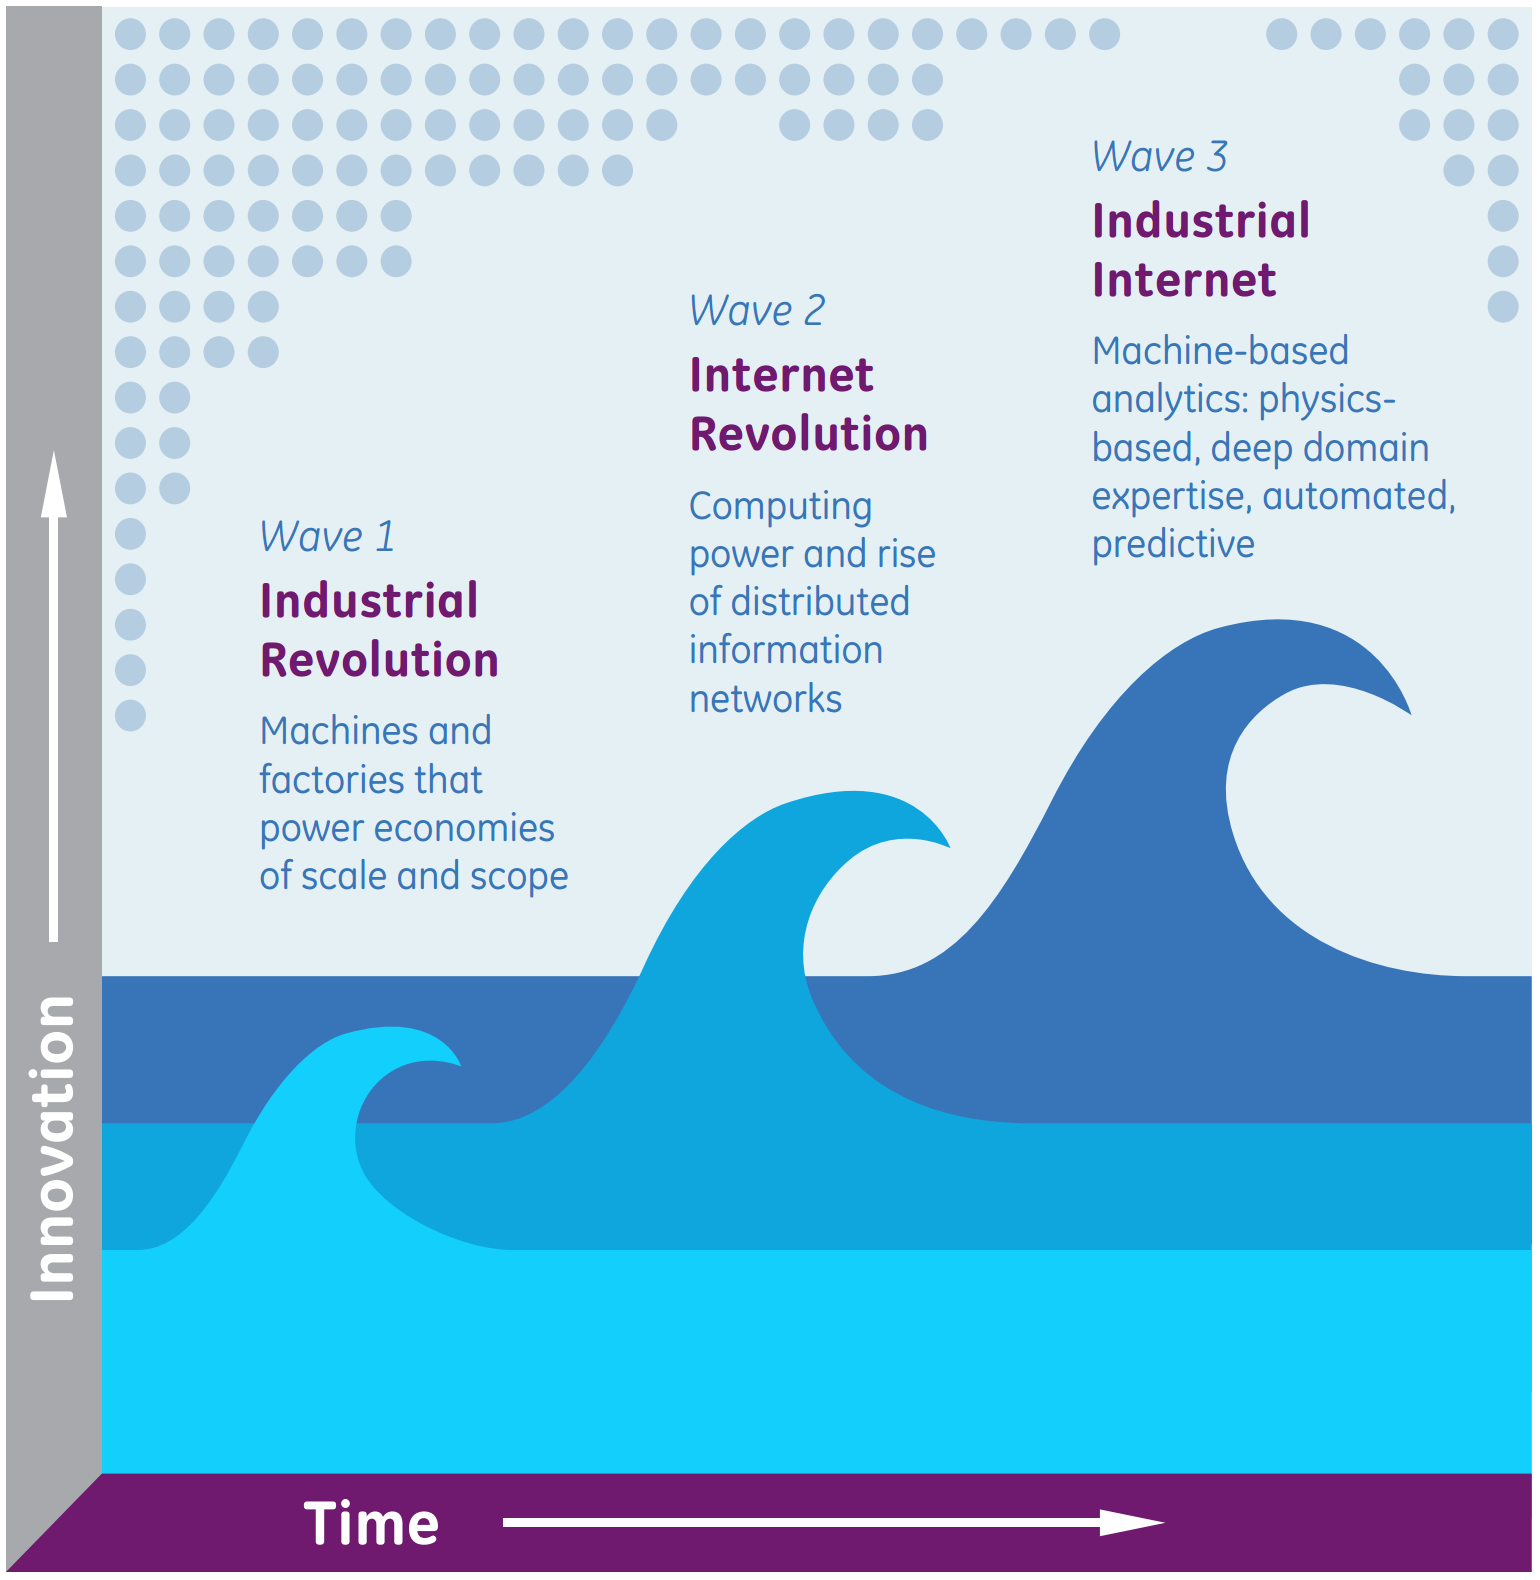 Wave 1
Industrial
Revolution
Machines and
factories that
power economies
of scale and scope
Wave 2
Internet
Revolution
Computing
power and rise
of distributed
information
networks
Wave 3
Industrial
Internet
Machine-based
analytics: physics-
based, deep domain
expertise, automated,
predictive
Innovation
Time